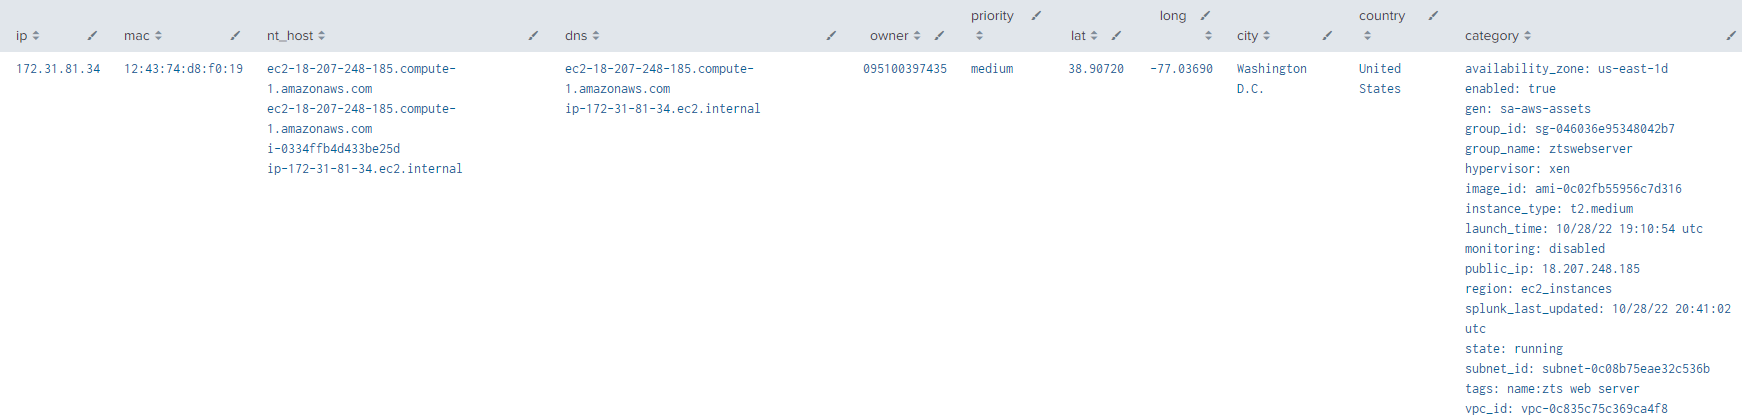 priority long country
ip mac nt_host dns owner lat city category
172.31.81.34 12:43:74:d8:f0:19 ec2-18-207-248-185.compute- ec2-18-207-248-185.compute- 095100397435 medium 38.90720 -77.03690 Washington United availability_zone: us-east-1d
1.amazonaws.com 1.amazonaws.com D.C. States enabled: true
ec2-18-207-248-185.compute- ip-172-31-81-34.ec2.internal gen: sa-aws-assets
1.amazonaws.com group_id: sg-046036e95348042b7
i-0334ffb4d433be25d group_name: ztswebserver
ip-172-31-81-34.ec2.internal hypervisor: xen
image_id: ami-0c02fb55956c7d316
instance_type: t2.medium
launch_time: 10/28/22 19:10:54 utc
monitoring: disabled
public_ip: 18.207.248.185
region: ec2_instances
splunk_last_updated: 10/28/22 20:41:02
utc
state: running
subnet_id: subnet-0c08b75eae32c536b
tags: name:zts web server
vpc_id: vpc-0c835c75c369ca4f8